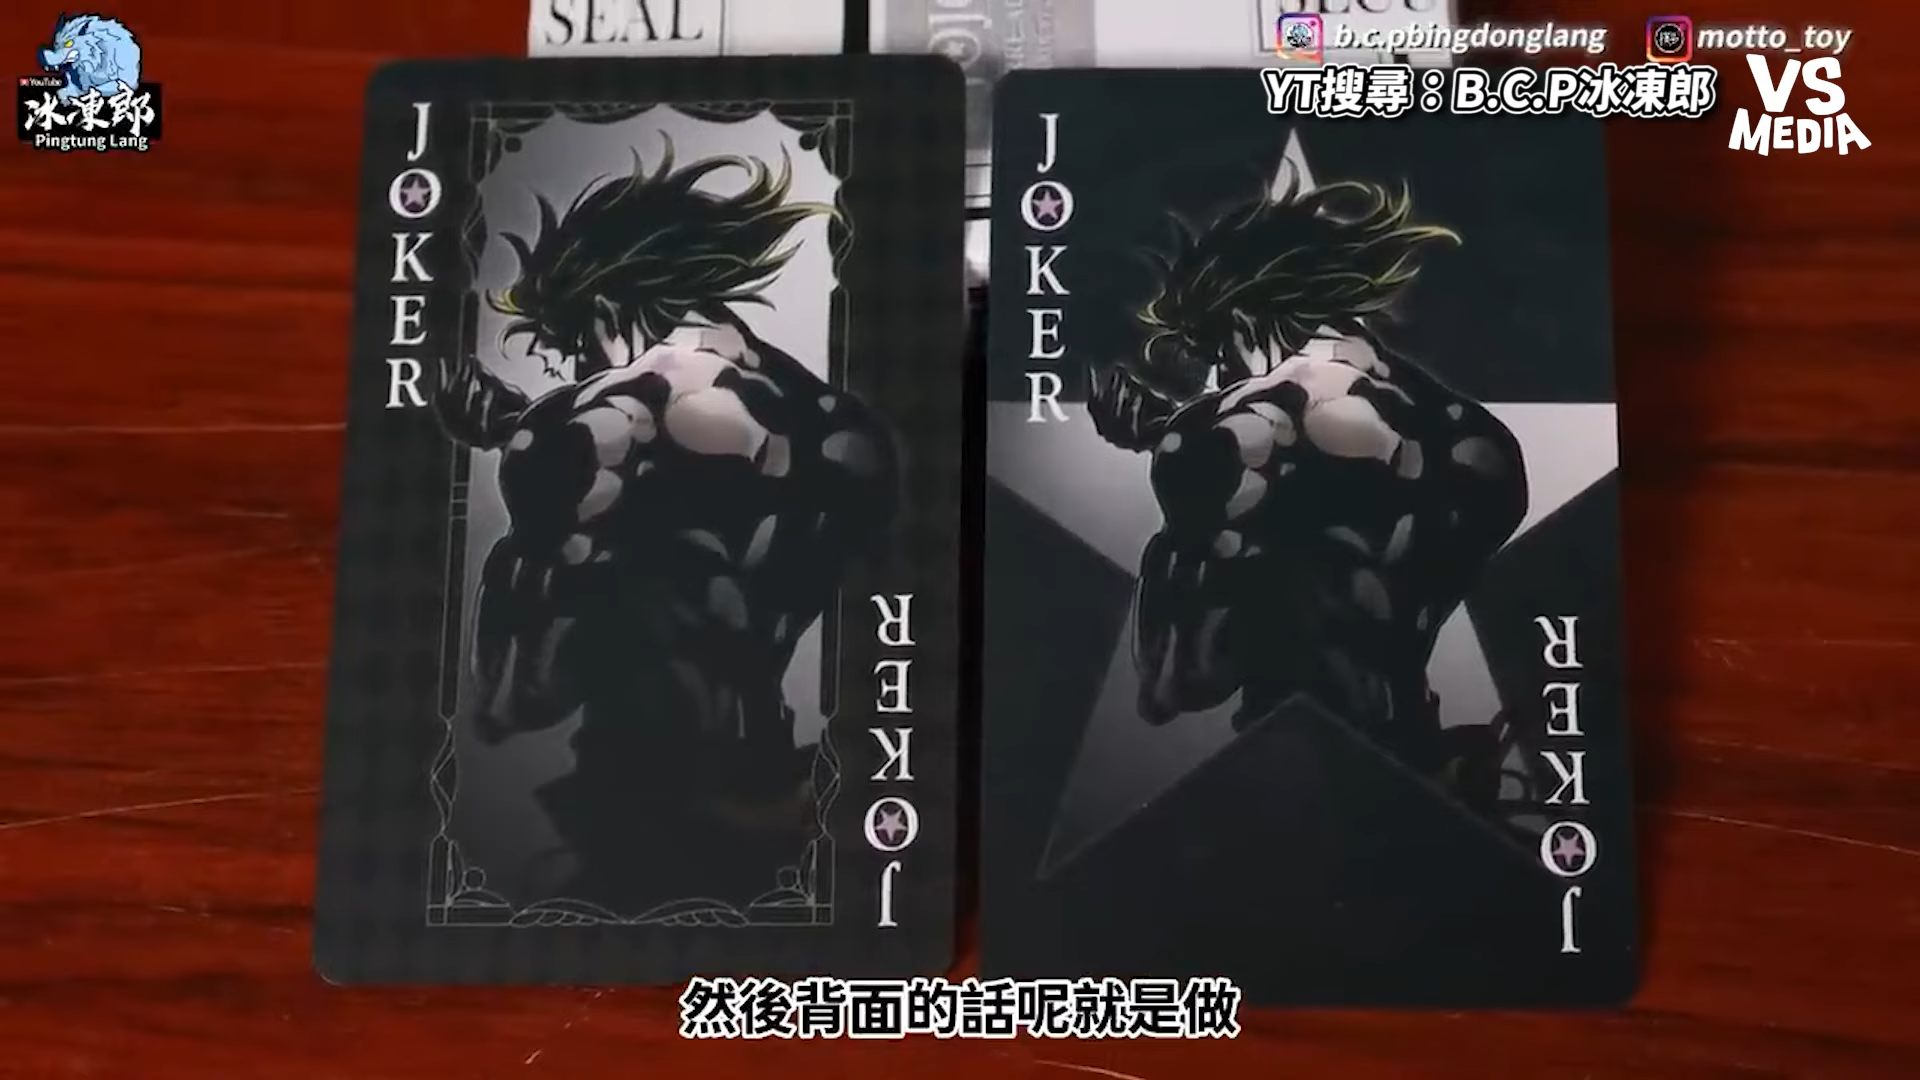 SEAL
b.c.pbingdonglang
motto_toy
YT搜尋：B.C.P冰凍郎
VS
MEDIA
YouTube
冰凍郎
Pingtung Lang
JOKER
JOKER
JOKER
JOKER
然後背面的話呢就是做